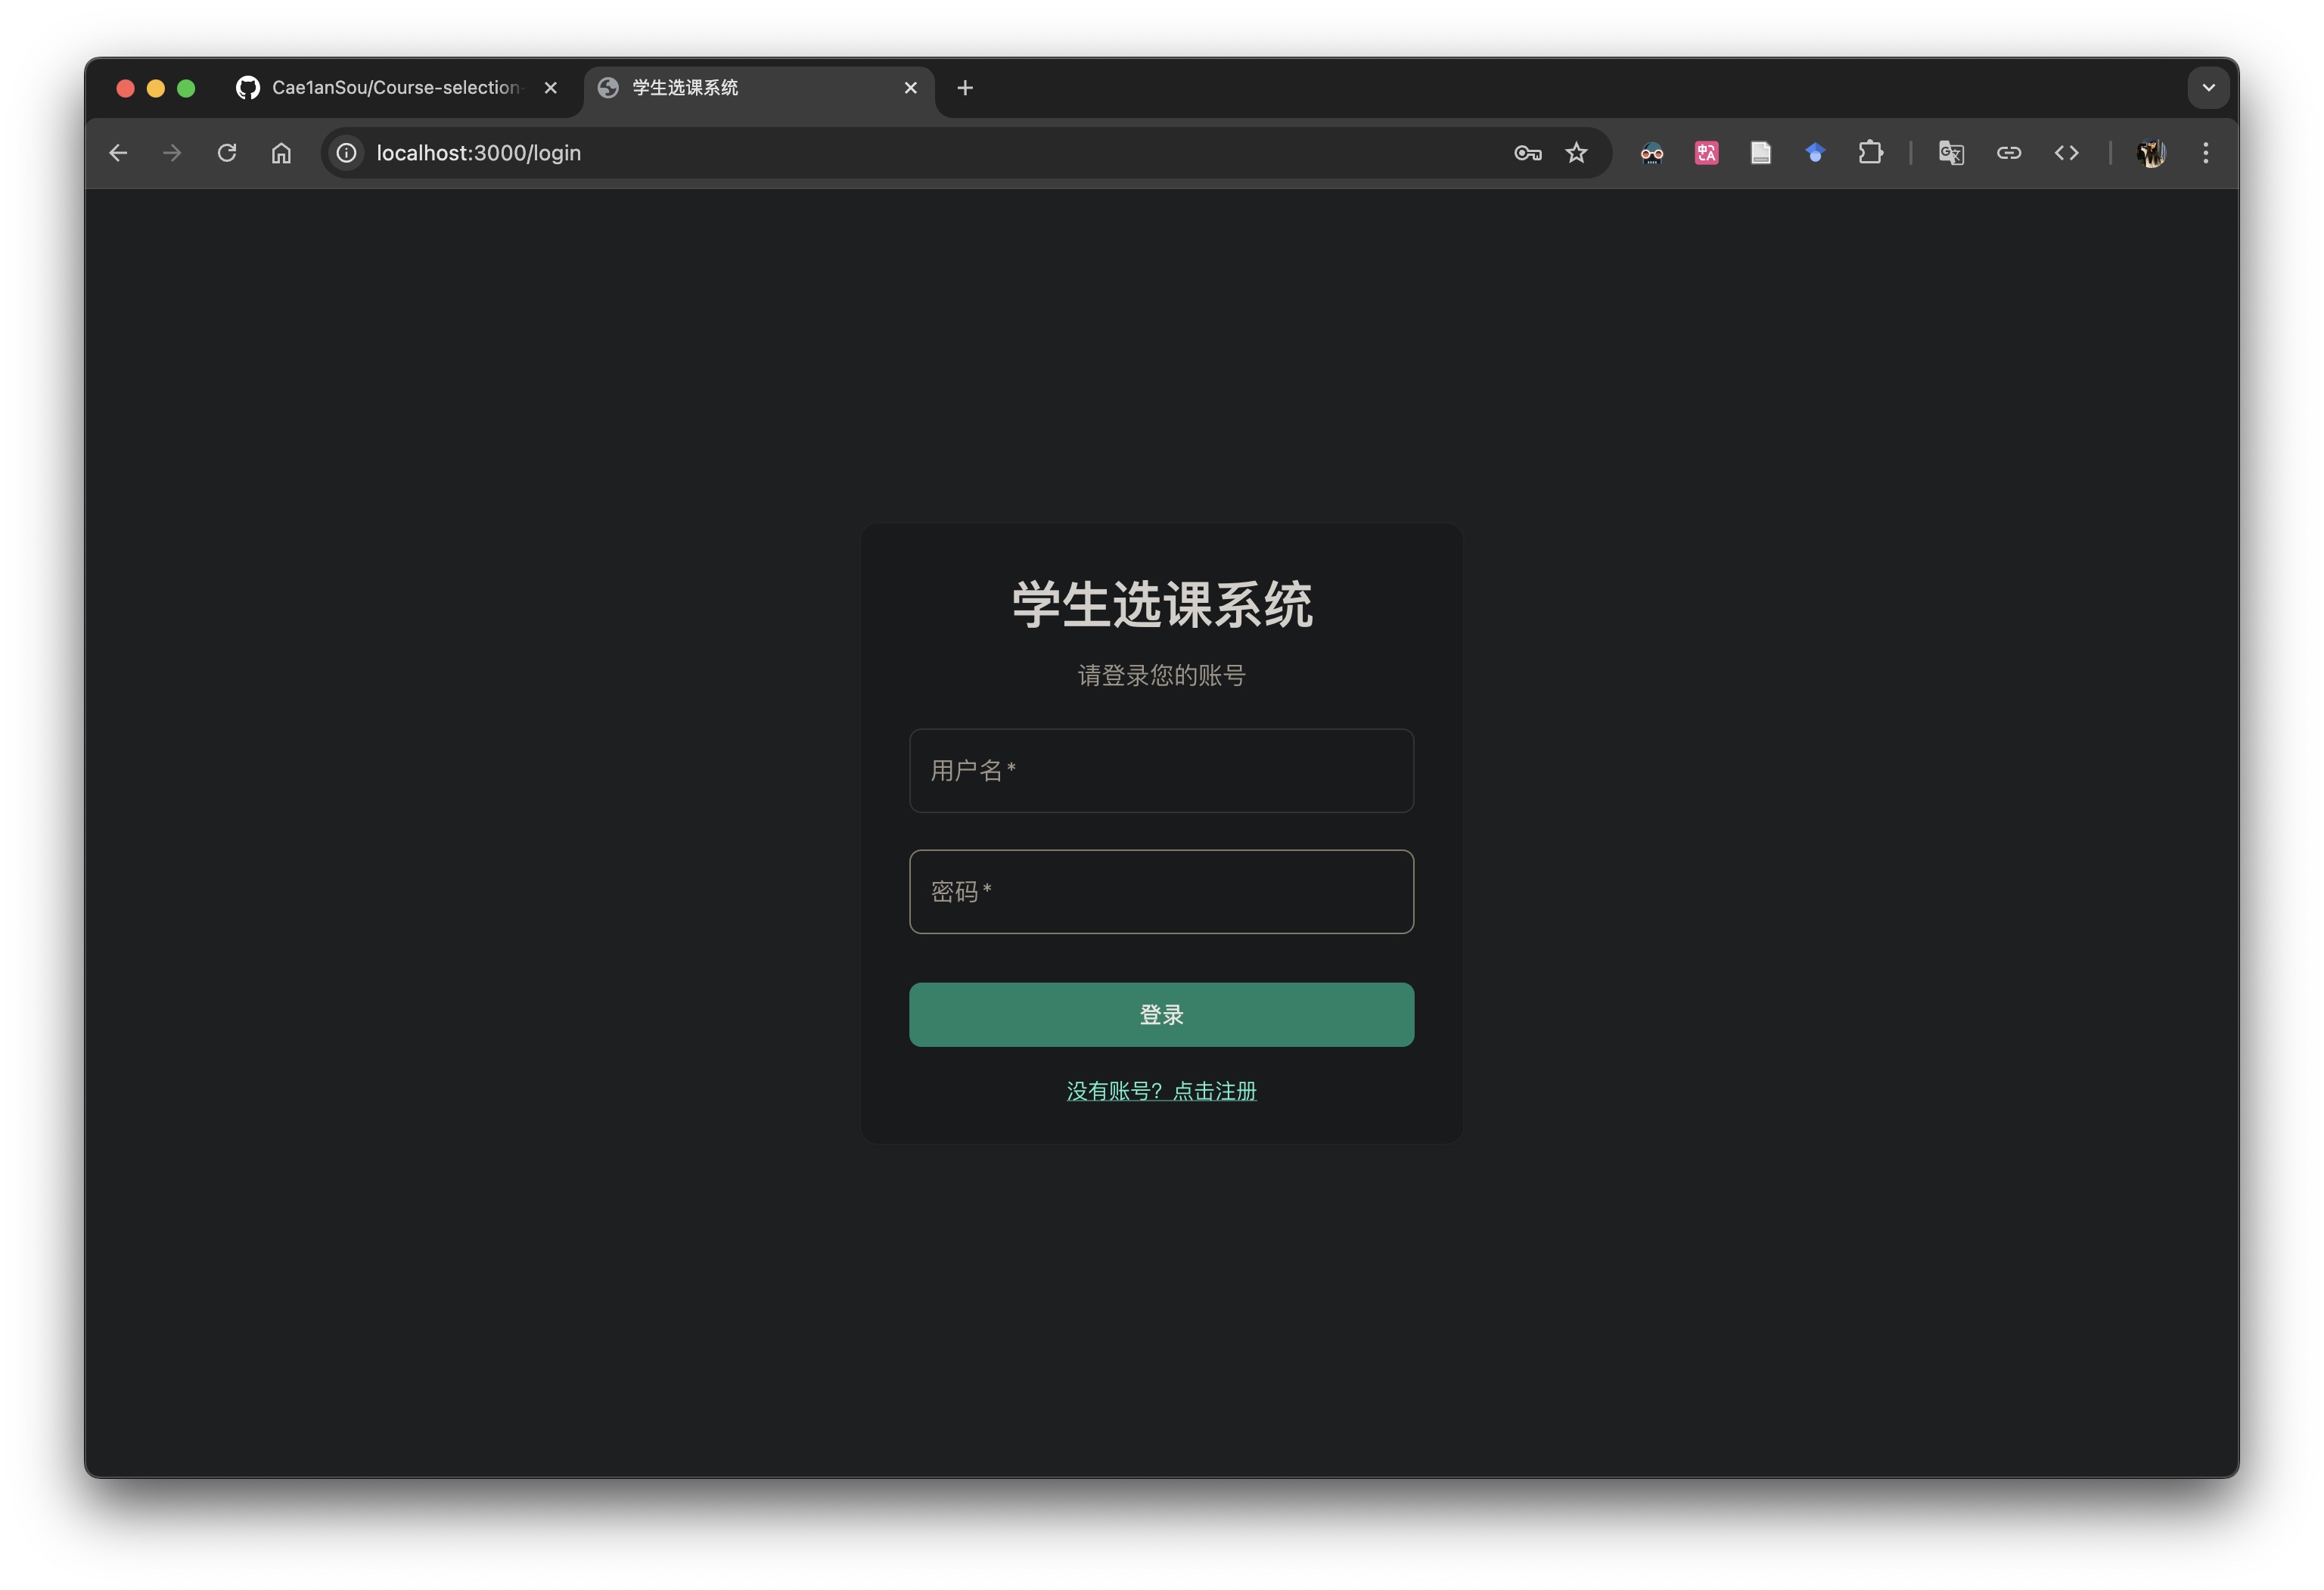 Cae1anSou/Course-selection-
学生选课系统
localhost:3000/login
学生选课系统
请登录您的账号
用户名*
密码*
登录
没有账号？点击注册